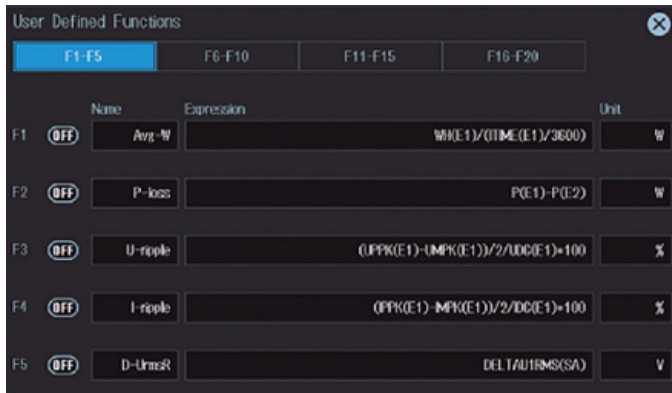 User Defined Functions
F1-F5 F6-F10 F11-F15 F16-F20
Name Expression Unit
F1 OFF Avg-W WH(E1)/(ITIME(E1)/3600) W
F2 OFF P-loss P(E1)-P(E2) W
F3 OFF U-ripple (UPPK(E1)-UMPK(E1))/2/UDC(E1)*100 %
F4 OFF I-ripple (IPPK(E1)-IMPK(E1))/2/IDC(E1)*100 %
F5 OFF D-UrmsR DELTAU1RMS(SA) V